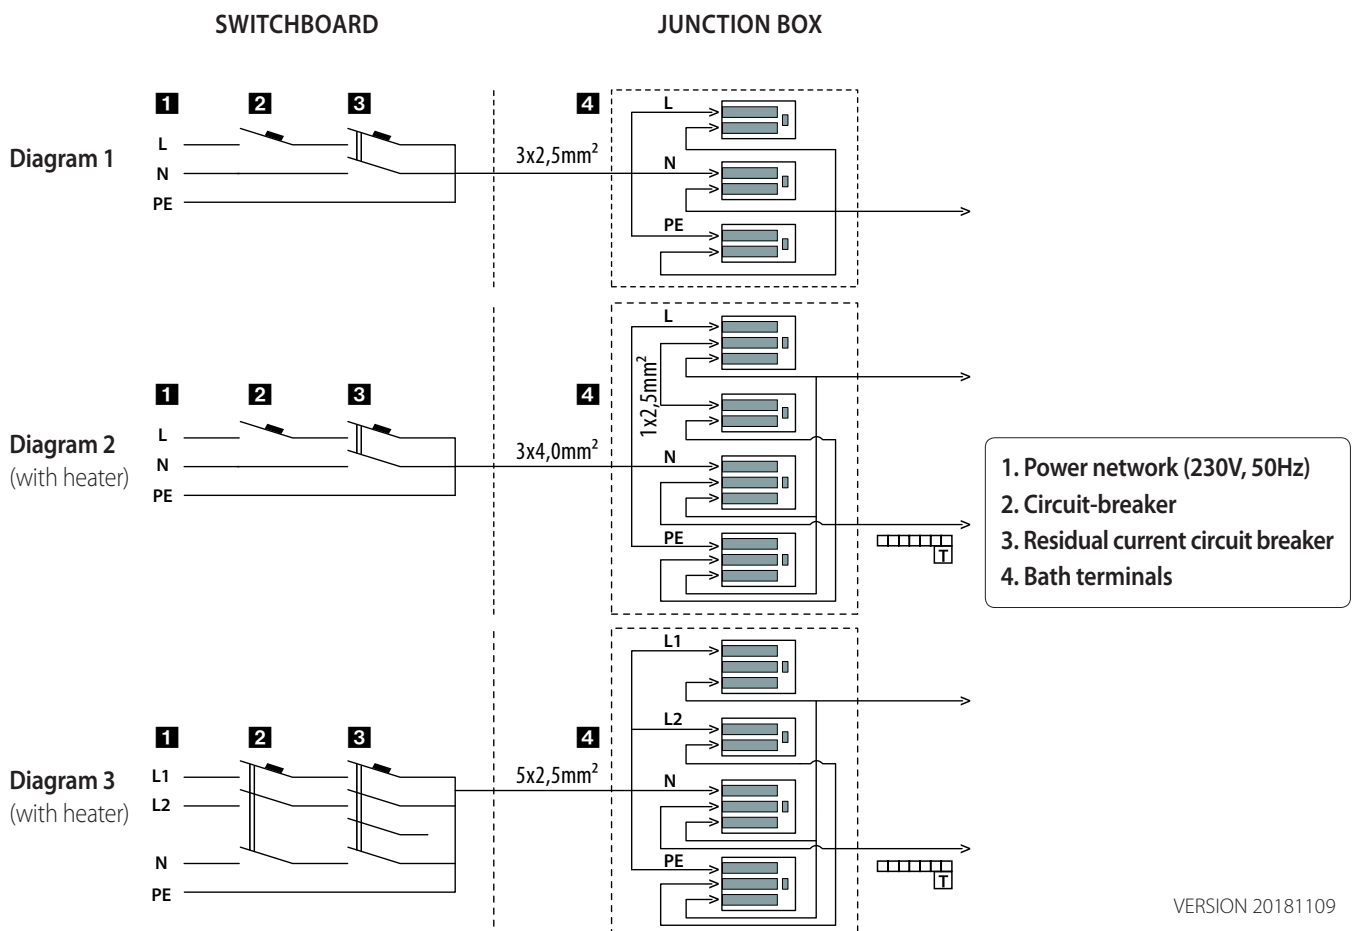 SWITCHBOARD
JUNCTION BOX
Diagram 1
1
2
3
4
L
N
PE
3x2,5mm²
L
N
PE
Diagram 2
(with heater)
1
2
3
4
L
N
PE
3x4,0mm²
1x2,5mm²
L
N
PE
T
1. Power network (230V, 50Hz)
2. Circuit-breaker
3. Residual current circuit breaker
4. Bath terminals
Diagram 3
(with heater)
1
2
3
4
L1
L2
N
PE
5x2,5mm²
L1
L2
N
PE
T
VERSION 20181109